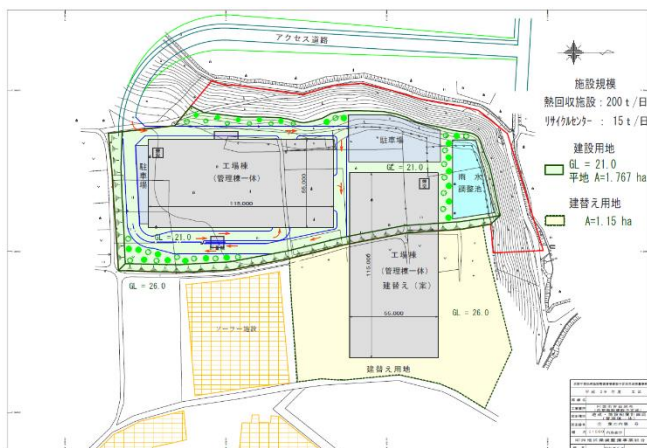 アクセス道路
施設規模
熱回収施設 : 200 t/日
リサイクルセンター : 15 t/日
建設用地
GL = 21.0
平地 A=1.767 ha
建替え用地
A=1.15 ha
駐車場
工場棟
(管理棟一体)
118,000
駐車場
GL = 21.0
雨水
調整池
21.0
工場棟
(管理棟一体)
建替え (案)
115,000
55,000
GL = 26.0
GL = 26.0
ソーラー施設
建替え用地